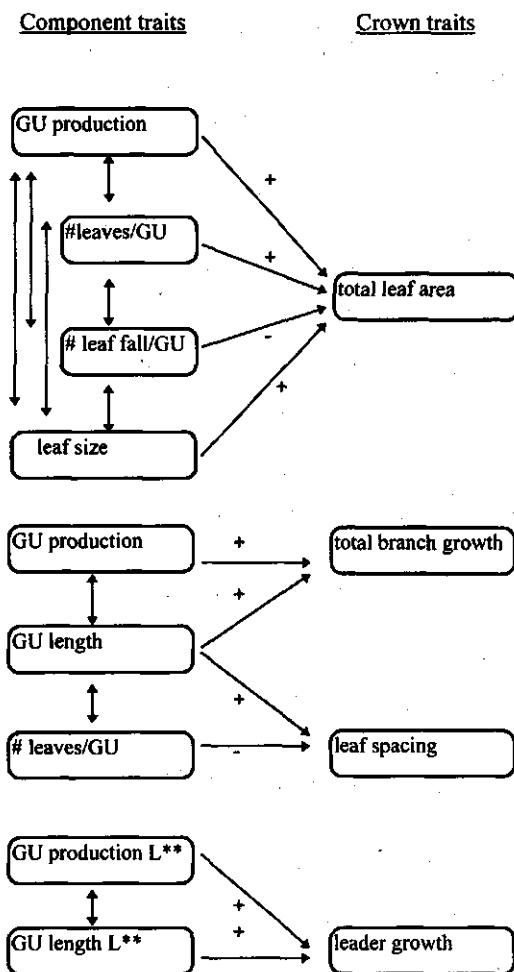 Component traits
Crown traits
GU production
+
#leaves/GU
+
total leaf area
# leaf fall/GU
-
+
leaf size
GU production
+
total branch growth
+
GU length
+
# leaves/GU
-
leaf spacing
GU production L**
+
+
GU length L**
leader growth